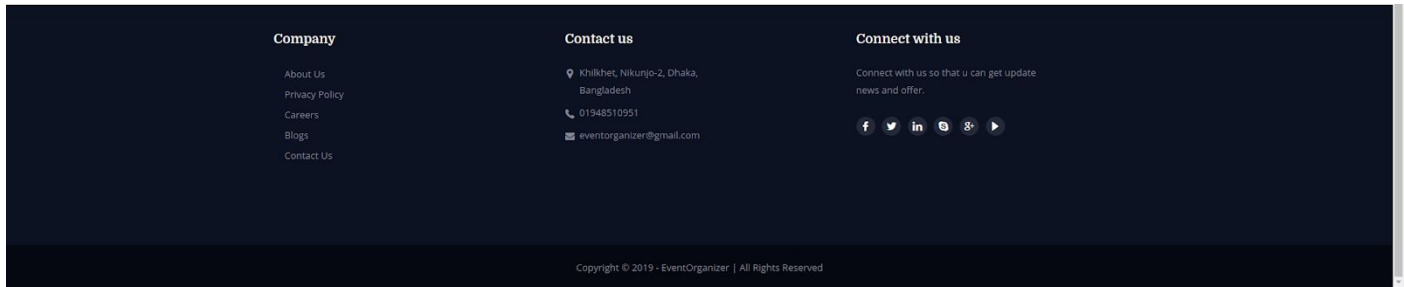 Company
About Us
Privacy Policy
Careers
Blogs
Contact Us
Contact us
Khilkhet, Nikunjo-2, Dhaka,
Bangladesh
01948510951
eventorganizer@gmail.com
Connect with us
Connect with us so that u can get update
news and offer.
Copyright © 2019 - EventOrganizer | All Rights Reserved